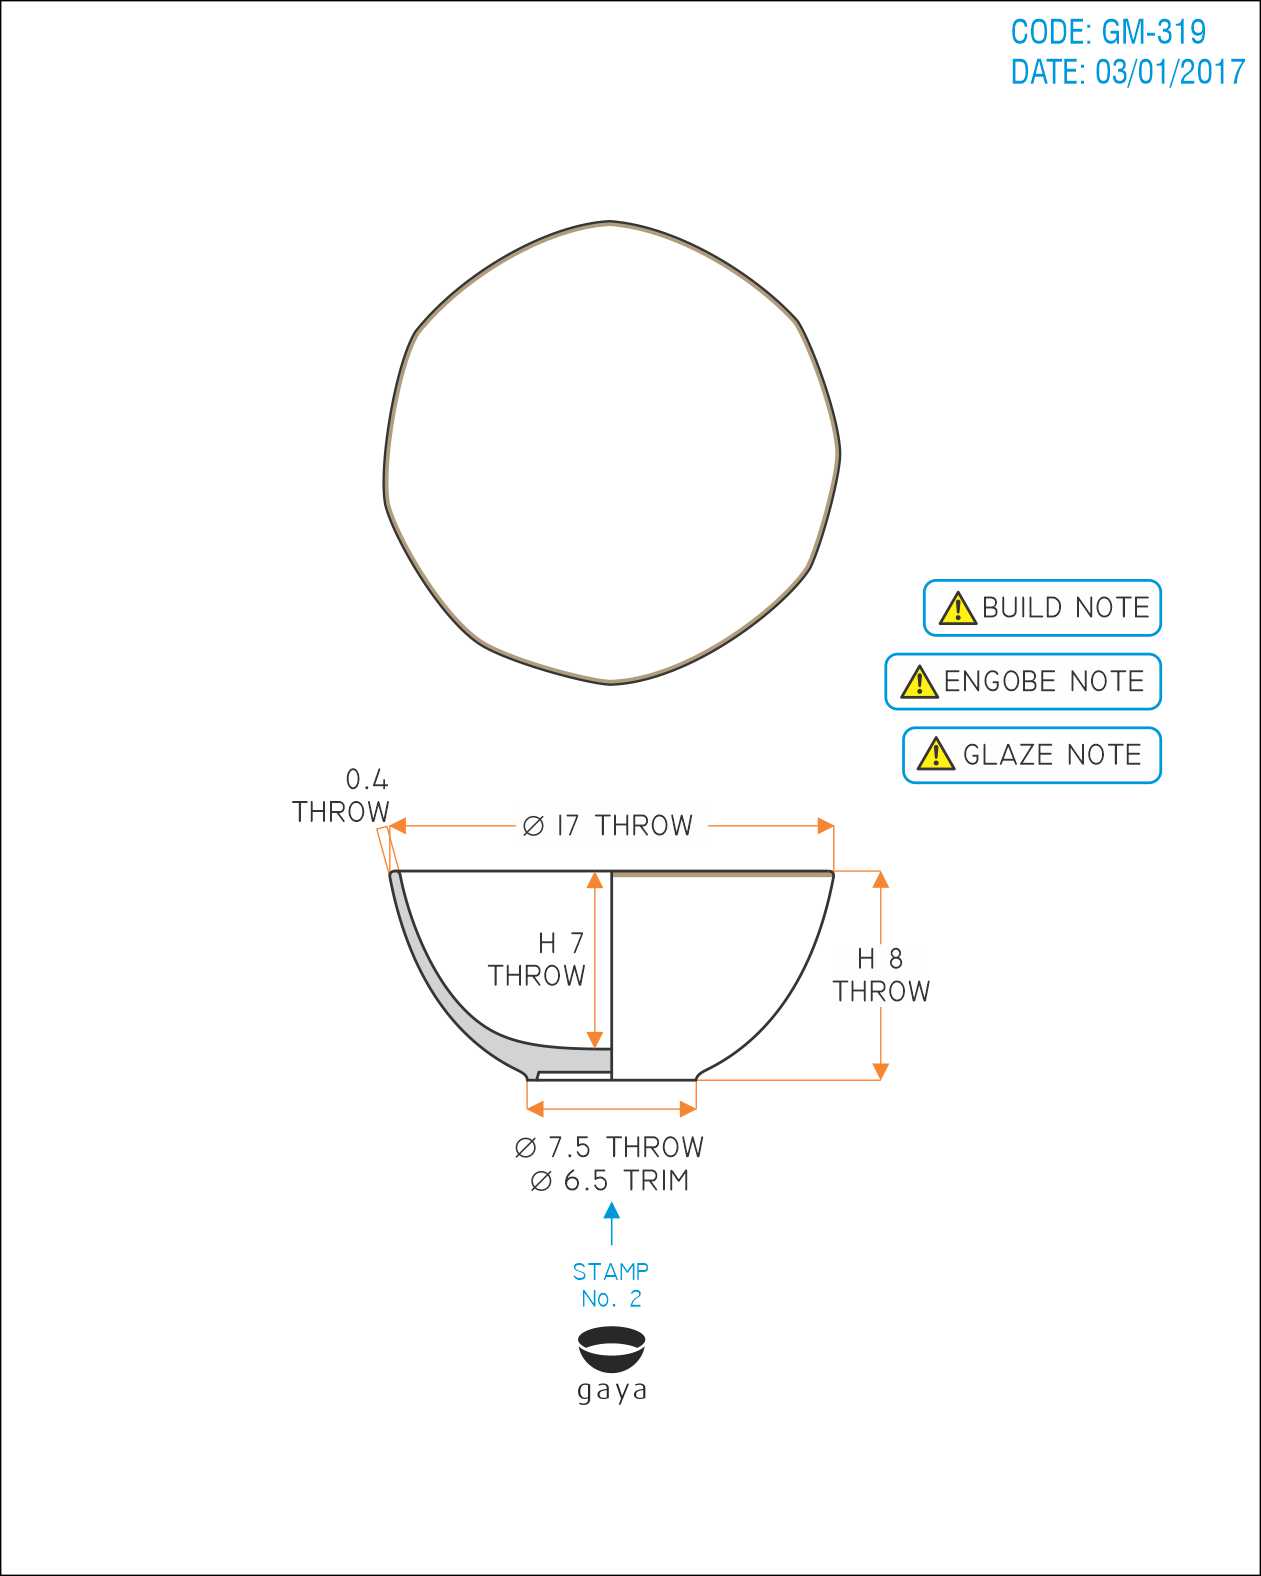 CODE: GM-319
DATE: 03/01/2017
BUILD NOTE
ENGOBE NOTE
GLAZE NOTE
0.4
THROW
Ø 17 THROW
H 7
THROW
H 8
THROW
Ø 7.5 THROW
Ø 6.5 TRIM
STAMP
No. 2
gaya